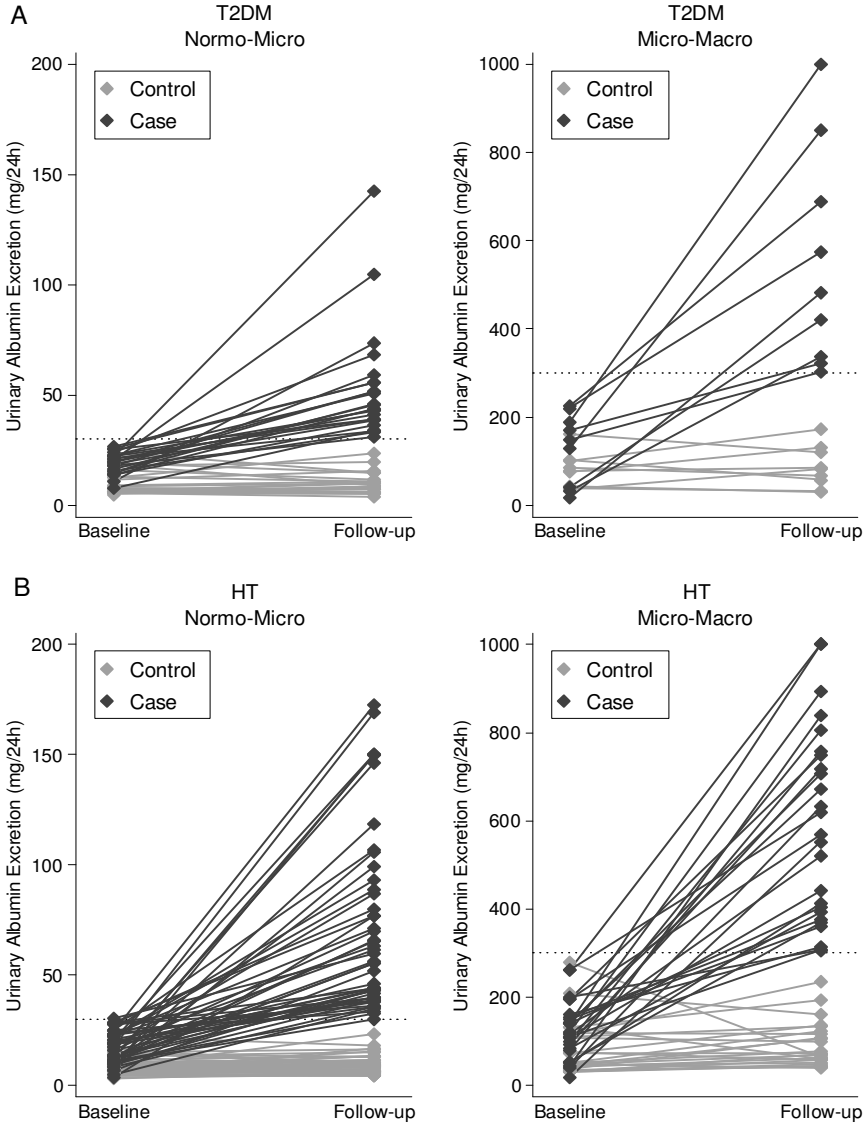 A
T2DM
Normo-Micro
200
150
100
50
0
Urinary Albumin Excretion (mg/24h)
Control
Case
Baseline
Follow-up
T2DM
Micro-Macro
1000
800
600
400
200
0
Urinary Albumin Excretion (mg/24h)
Control
Case
Baseline
Follow-up
B
HT
Normo-Micro
200
150
100
50
0
Urinary Albumin Excretion (mg/24h)
Control
Case
Baseline
Follow-up
HT
Micro-Macro
1000
800
600
400
200
0
Urinary Albumin Excretion (mg/24h)
Control
Case
Baseline
Follow-up